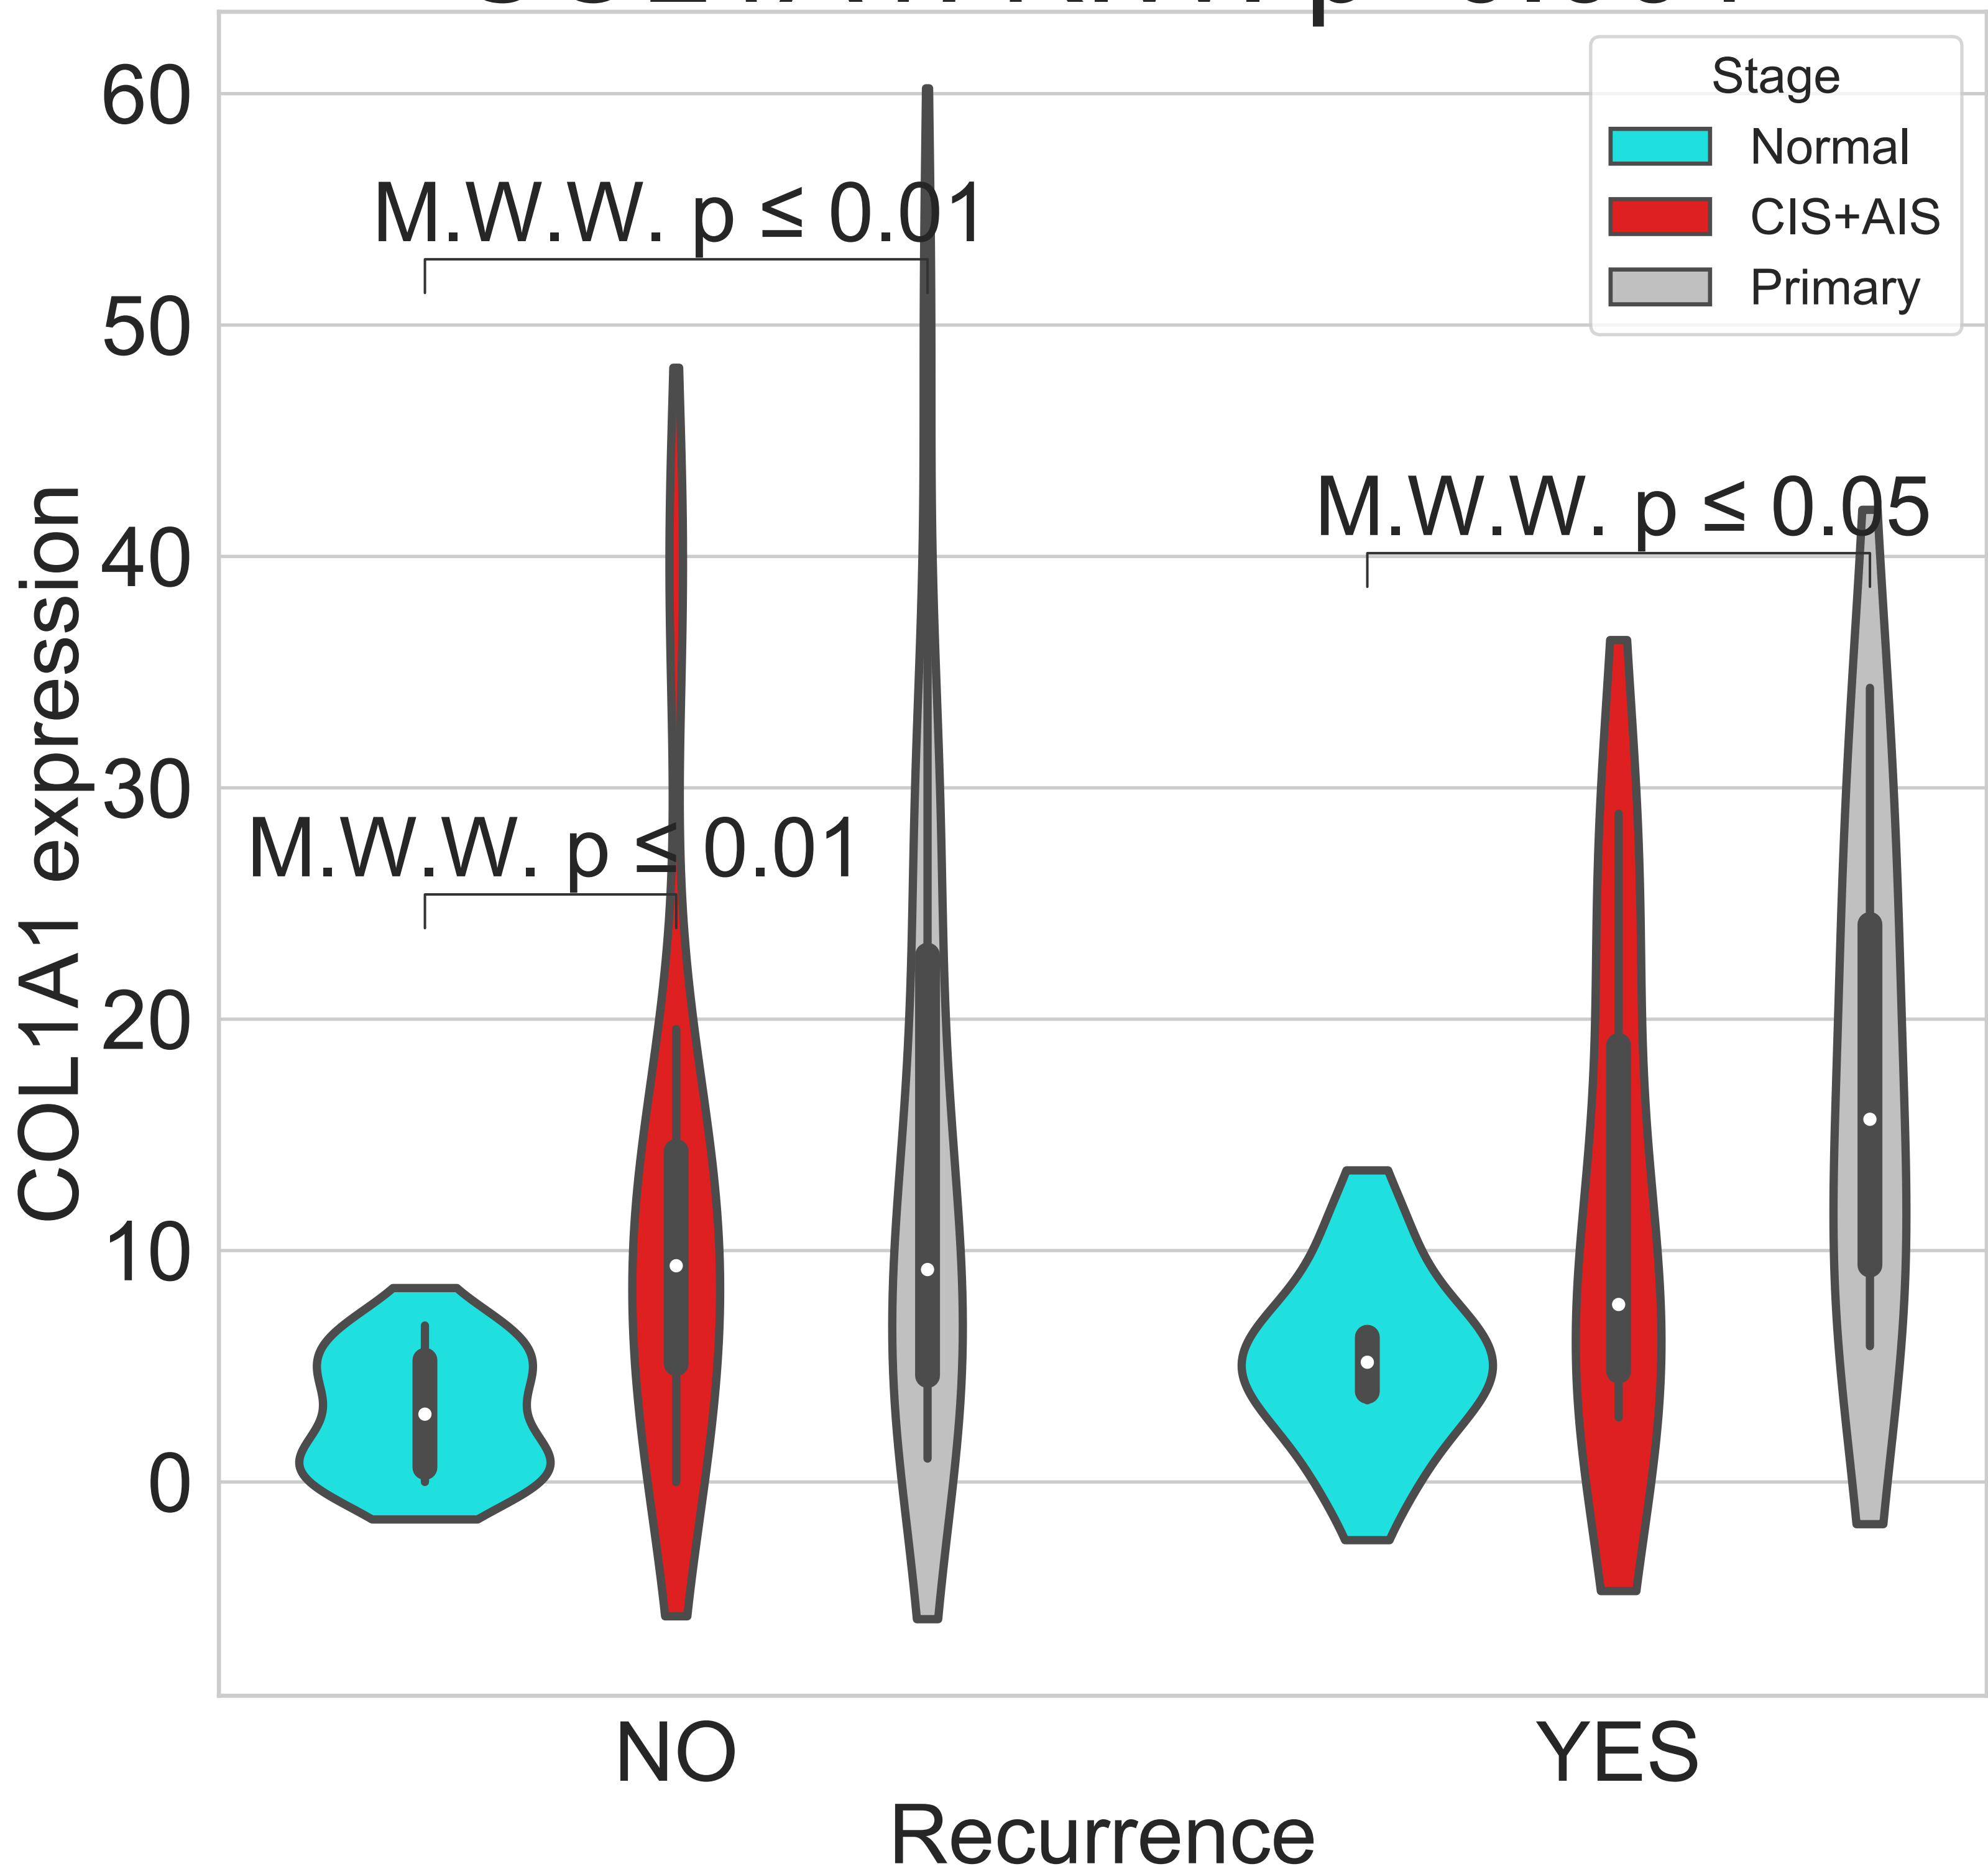 Stage
Normal
CIS+AIS
Primary
60
50
40
30
20
10
0
COL1A1 expression
M.W.W. p ≤ 0.01
M.W.W. p ≤ 0.05
M.W.W. p ≤ 0.01
NO
YES
Recurrence